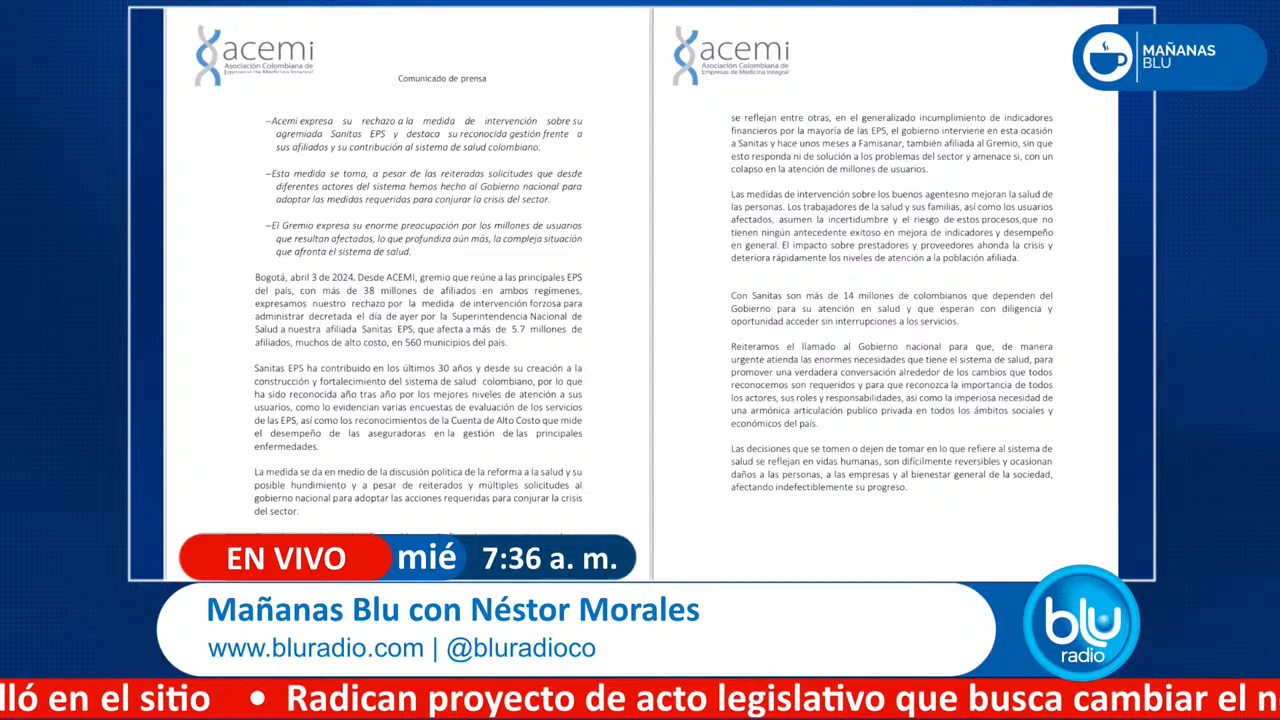 acemi
Asociación Colombiana de
Empresas de Medicina Integral
Comunicado de prensa
–Acemi expresa su rechazo a la medida de intervención sobre su
agremiada Sanitas EPS y destaca su reconocida gestión frente a
sus afiliados y su contribución al sistema de salud colombiano.
–Esta medida se toma, a pesar de las reiteradas solicitudes que desde
diferentes actores del sistema hemos hecho al Gobierno nacional para
adoptar las medidas requeridas para conjurar la crisis del sector.
–El Gremio expresa su enorme preocupación por los millones de usuarios
que resultan afectados, lo que profundiza aún más, la compleja situación
que afronta el sistema de salud.
Bogotá, abril 3 de 2024. Desde ACEMI, gremio que reúne a las principales EPS
del país, con más de 38 millones de afiliados en ambos regímenes,
expresamos nuestro rechazo por la medida de intervención forzosa para
administrar decretada el día de ayer por la Superintendencia Nacional de
Salud a nuestra afiliada Sanitas EPS, que afecta a más de 5.7 millones de
afiliados, muchos de alto costo, en 560 municipios del país.
Sanitas EPS ha contribuido en los últimos 30 años y desde su creación a la
construcción y fortalecimiento del sistema de salud colombiano, por lo que
ha sido reconocida año tras año por los mejores niveles de atención a sus
usuarios, como lo evidencian varias encuestas de evaluación de los servicios
de las EPS, así como los reconocimientos de la Cuenta de Alto Costo que mide
el desempeño de las aseguradoras en la gestión de las principales
enfermedades.
La medida se da en medio de la discusión política de la reforma a la salud y su
posible hundimiento y a pesar de reiterados y múltiples solicitudes al
gobierno nacional para adoptar las acciones requeridas para conjurar la crisis
del sector.
acemi
Asociación Colombiana de
Empresas de Medicina Integral
se reflejan entre otras, en el generalizado incumplimiento de indicadores
financieros por la mayoría de las EPS, el gobierno interviene en esta ocasión
a Sanitas y hace unos meses a Famisanar, también afiliada al Gremio, sin que
esto responda ni de solución a los problemas del sector y amenace si, con un
colapso en la atención de millones de usuarios.
Las medidas de intervención sobre los buenos agentesno mejoran la salud de
las personas. Los trabajadores de la salud y sus familias, así como los usuarios
afectados, asumen la incertidumbre y el riesgo de estos procesos,que no
tienen ningún antecedente exitoso en mejora de indicadores y desempeño
en general. El impacto sobre prestadores y proveedores ahonda la crisis y
deteriora rápidamente los niveles de atención a la población afiliada.
Con Sanitas son más de 14 millones de colombianos que dependen del
Gobierno para su atención en salud y que esperan con diligencia y
oportunidad acceder sin interrupciones a los servicios.
Reiteramos el llamado al Gobierno nacional para que, de manera
urgente atienda las enormes necesidades que tiene el sistema de salud, para
promover una verdadera conversación alrededor de los cambios que todos
reconocemos son requeridos y para que reconozca la importancia de todos
los actores, sus roles y responsabilidades, así como la imperiosa necesidad de
una armónica articulación publico privada en todos los ámbitos sociales y
económicos del país.
Las decisiones que se tomen o dejen de tomar en lo que refiere al sistema de
salud se reflejan en vidas humanas, son difícilmente reversibles y ocasionan
daños a las personas, a las empresas y al bienestar general de la sociedad,
afectando indefectiblemente su progreso.
MAÑANAS
BLU
EN VIVO mié 7:36 a. m.
Mañanas Blu con Néstor Morales
www.bluradio.com | @bluradioco
blu
radio
lló en el sitio • Radican proyecto de acto legislativo que busca cambiar el n